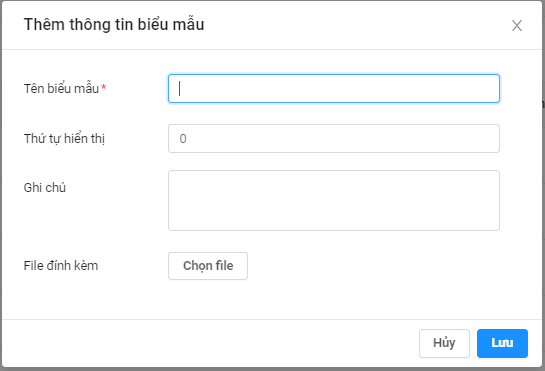 Thêm thông tin biểu mẫu
Tên biểu mẫu*
Thứ tự hiển thị
0
Ghi chú
File đính kèm
Chọn file
Hủy
Lưu